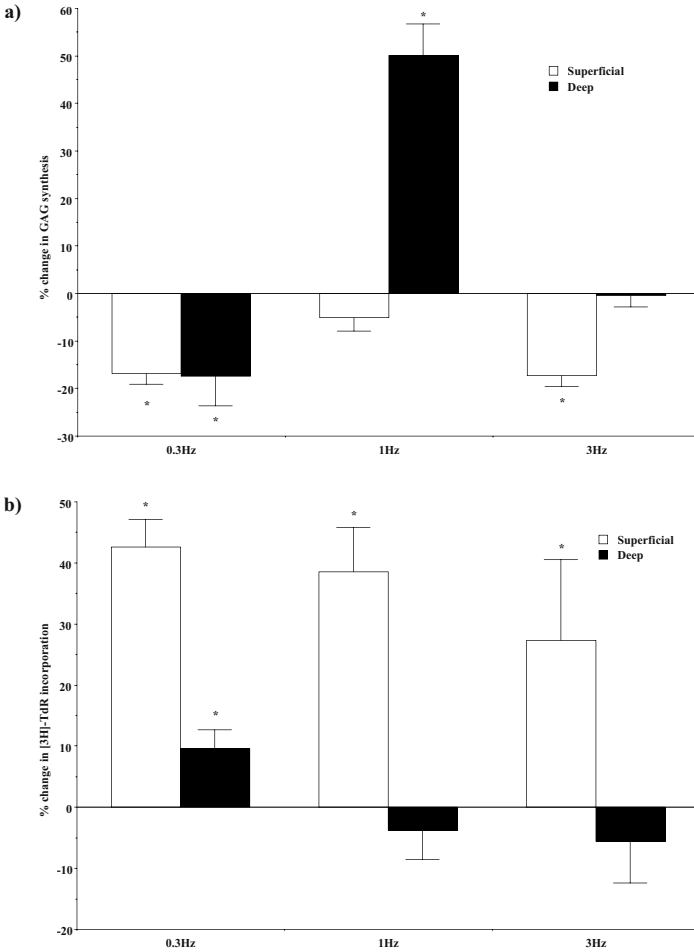 a)
60
50
40
30
20
10
0
-10
-20
-30
% change in GAG synthesis
*
Superficial
Deep
*
*
*
0.3Hz 1Hz 3Hz
b)
50
40
30
20
10
0
-10
-20
% change in [3H]-TdR incorporation
*
*
*
Superficial
Deep
*
0.3Hz 1Hz 3Hz